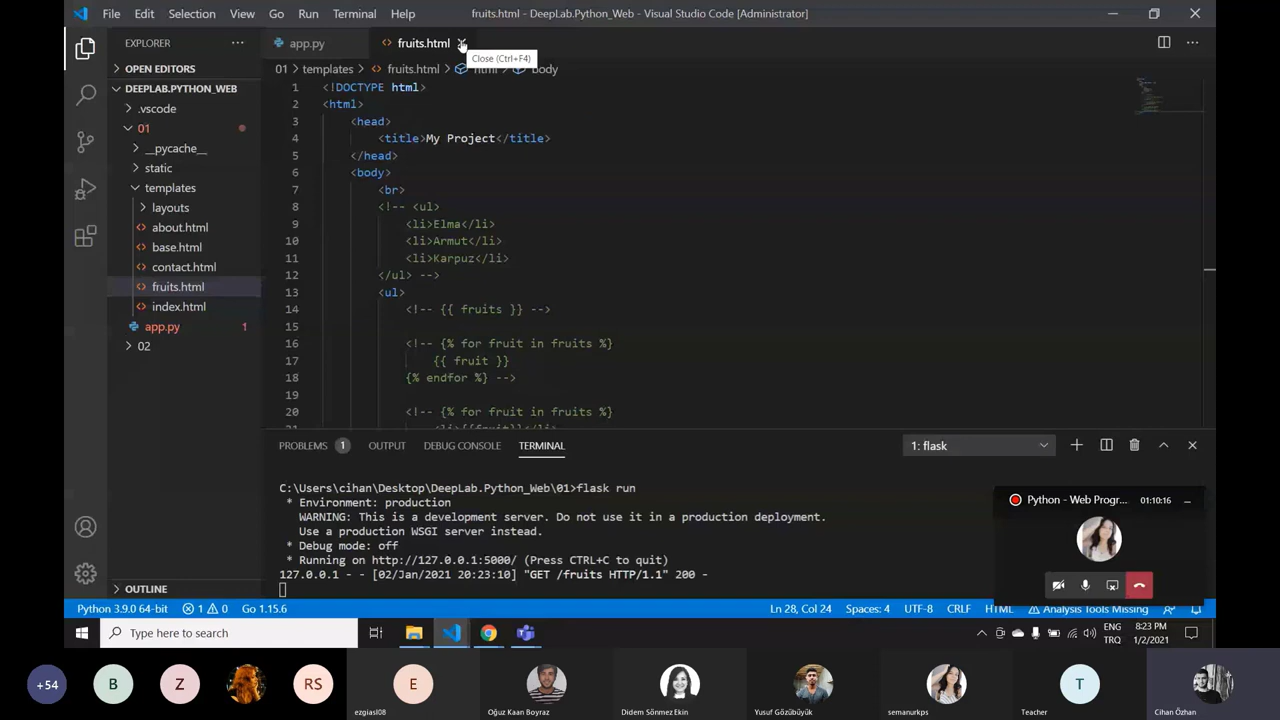 File Edit Selection View Go Run Terminal Help
fruits.html - DeepLab.Python_Web - Visual Studio Code [Administrator]
EXPLORER
app.py
fruits.html
Close (Ctrl+F4)
OPEN EDITORS
DEEPLAB.PYTHON_WEB
.vscode
01
__pycache__
static
templates
layouts
about.html
base.html
contact.html
fruits.html
index.html
app.py 1
02
OUTLINE
01 > templates > fruits.html > html > body
1 <!DOCTYPE html>
2 <html>
3 <head>
4 <title>My Project</title>
5 </head>
6 <body>
7 <br>
8 <!-- <ul>
9 <li>Elma</li>
10 <li>Armut</li>
11 <li>Karpuz</li>
12 </ul> -->
13 <ul>
14 <!-- {{ fruits }} -->
15
16 <!-- {% for fruit in fruits %}
17 {{ fruit }}
18 {% endfor %} -->
19
20 <!-- {% for fruit in fruits %}
21 <li>{{fruit}}</li>
PROBLEMS 1 OUTPUT DEBUG CONSOLE TERMINAL
1: flask
C:\Users\cihan\Desktop\DeepLab.Python_Web\01>flask run
* Environment: production
WARNING: This is a development server. Do not use it in a production deployment.
Use a production WSGI server instead.
* Debug mode: off
* Running on http://127.0.0.1:5000/ (Press CTRL+C to quit)
127.0.0.1 - - [02/Jan/2021 20:23:10] "GET /fruits HTTP/1.1" 200 -
Python - Web Progr... 01:10:16
Python 3.9.0 64-bit 1 0 Go 1.15.6
Ln 28, Col 24 Spaces: 4 UTF-8 CRLF HTML Analysis Tools Missing
Type here to search
ENG
TRQ
8:23 PM
1/2/2021
+54
B
Z
RS
E
T
ezgiasl08
Oğuz Kaan Boyraz
Didem Sönmez Ekin
Yusuf Gözübüyük
semanurkps
Teacher
Cihan Özhan